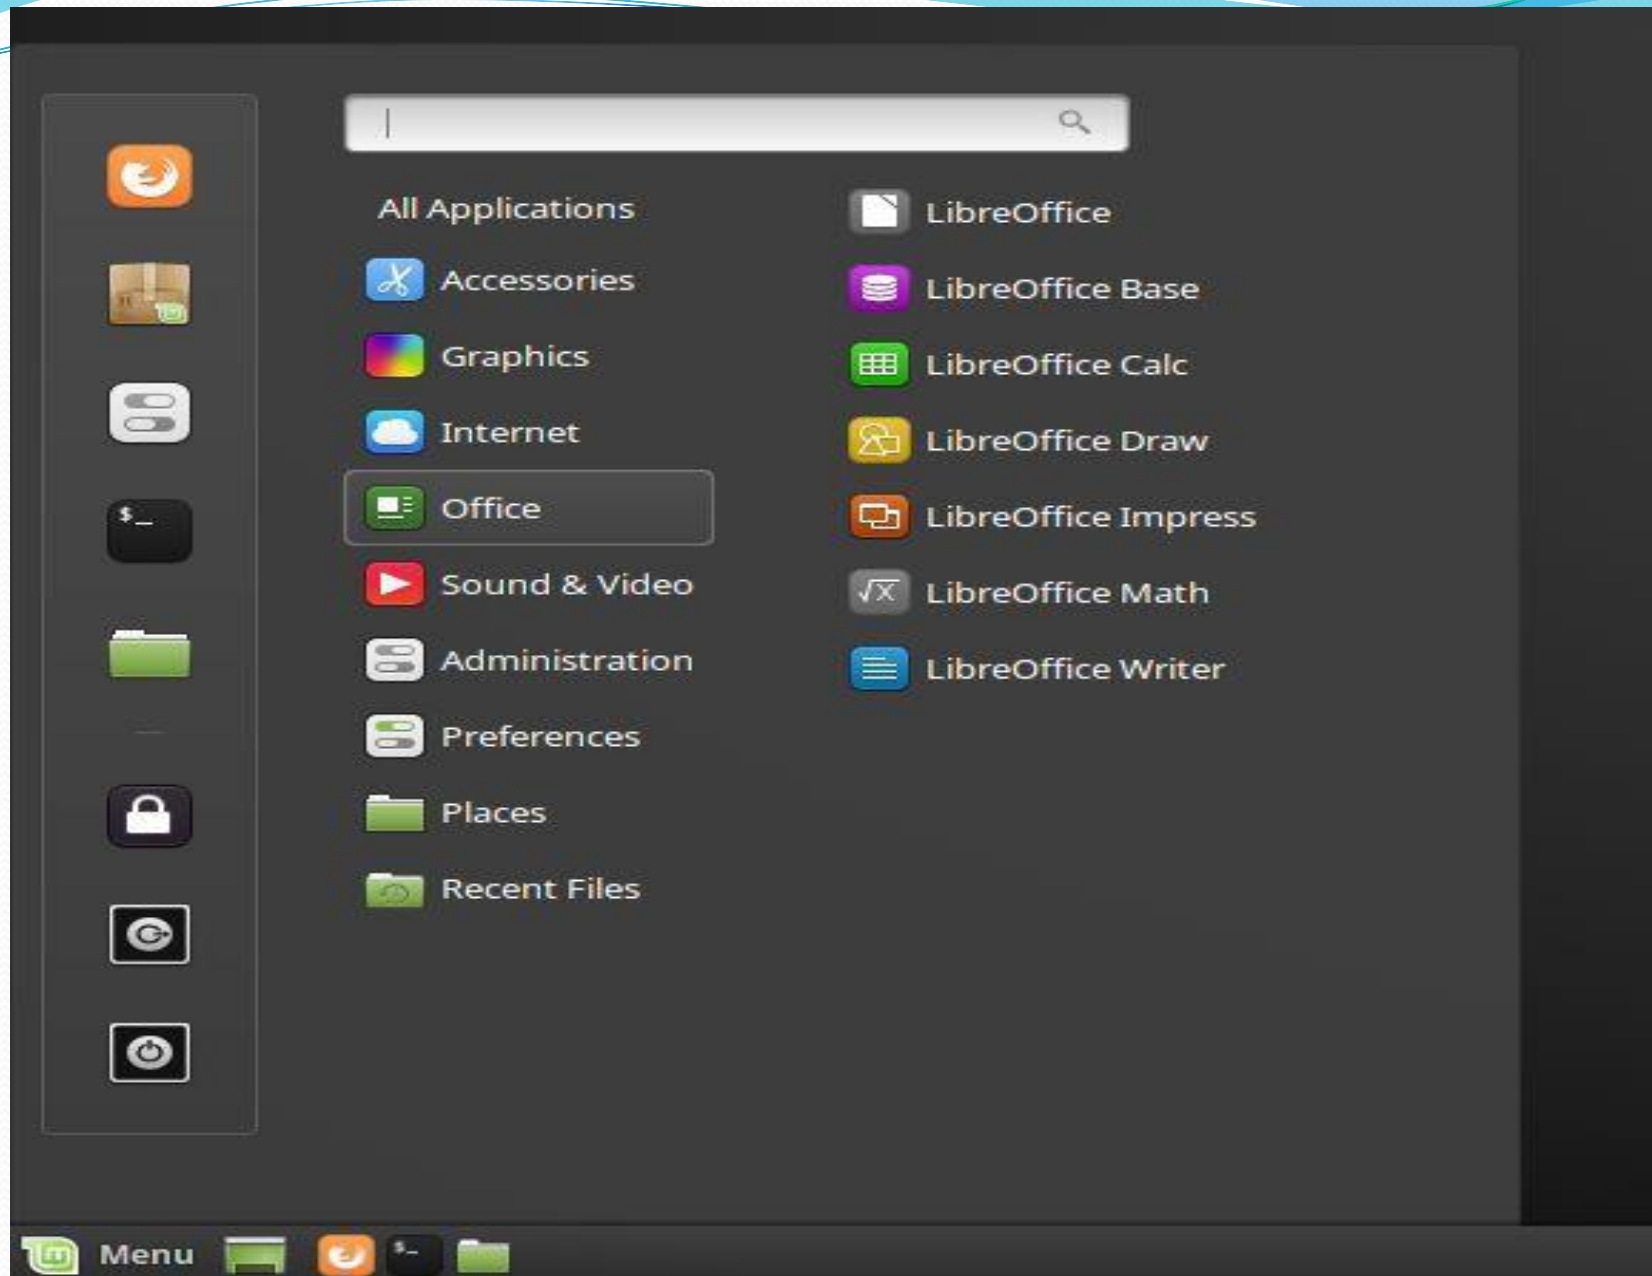 All Applications
Accessories
Graphics
Internet
Office
Sound & Video
Administration
Preferences
Places
Recent Files
LibreOffice
LibreOffice Base
LibreOffice Calc
LibreOffice Draw
LibreOffice Impress
√x LibreOffice Math
LibreOffice Writer
$_
Menu
$_